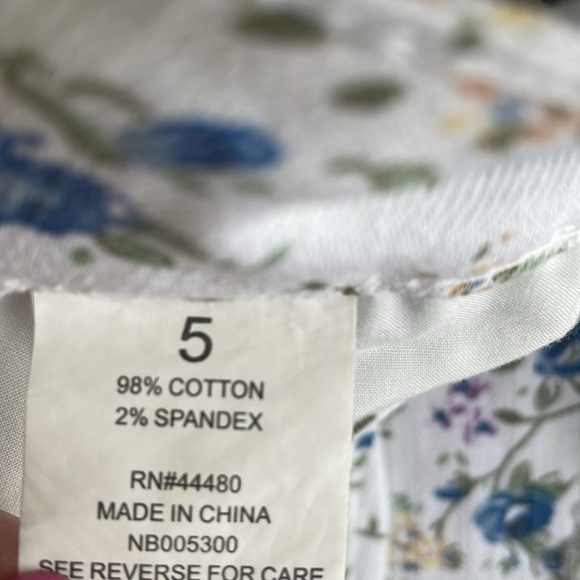 5
98% COTTON
2% SPANDEX
RN#44480
MADE IN CHINA
NB005300
SEE REVERSE FOR CARE